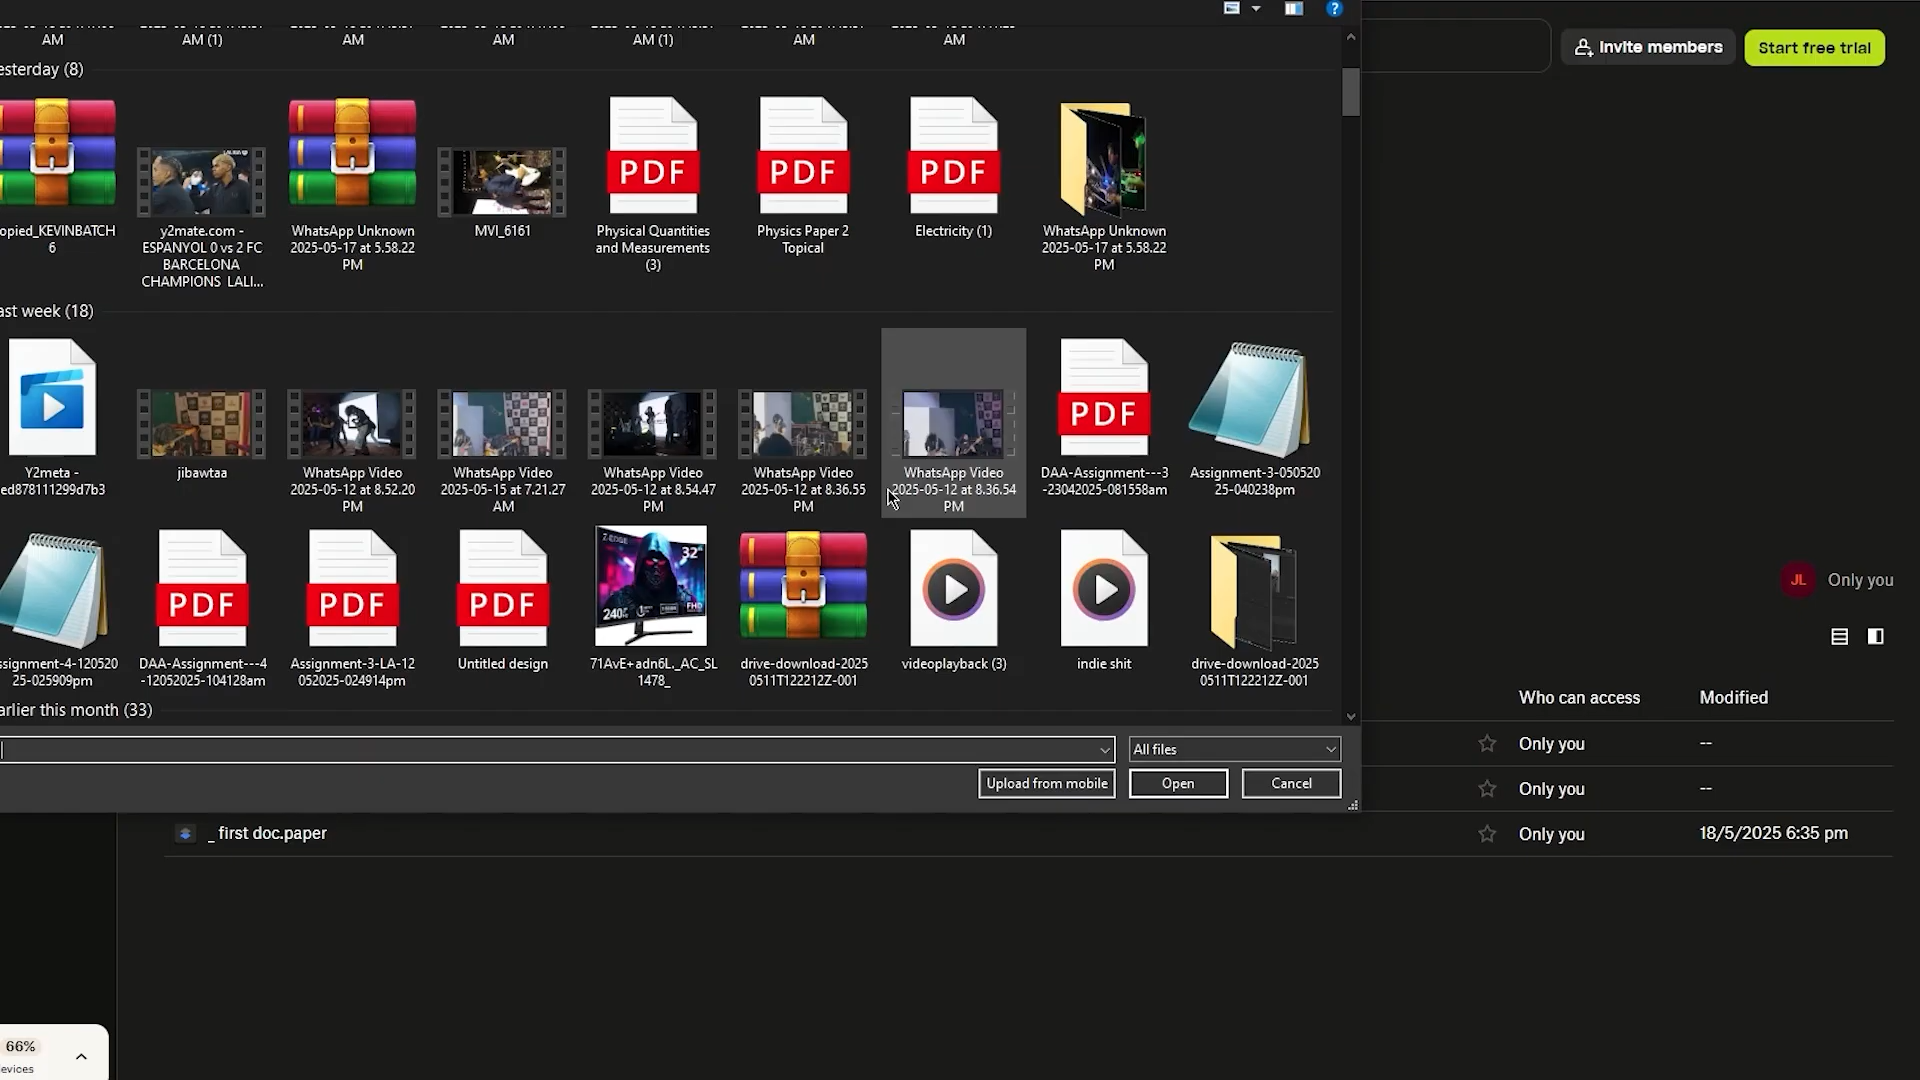 AM
AM (1)
AM
AM
AM (1)
AM
AM
Invite members
Start free trial
esterday (8)
opied_KEVINBATCH
6
y2mate.com -
ESPANYOL 0 vs 2 FC
BARCELONA
CHAMPIONS LALI...
WhatsApp Unknown
2025-05-17 at 5.58.22
PM
MVI_6161
PDF
Physical Quantities
and Measurements
(3)
PDF
Physics Paper 2
Topical
PDF
Electricity (1)
WhatsApp Unknown
2025-05-17 at 5.58.22
PM
ast week (18)
Y2meta -
ed878111299d7b3
jibawtaa
WhatsApp Video
2025-05-12 at 8.52.20
PM
WhatsApp Video
2025-05-15 at 7.21.27
AM
WhatsApp Video
2025-05-12 at 8.54.47
PM
WhatsApp Video
2025-05-12 at 8.36.55
PM
WhatsApp Video
2025-05-12 at 8.36.54
PM
PDF
DAA-Assignment---3
-23042025-081558am
Assignment-3-050520
25-040238pm
ssignment-4-120520
25-025909pm
PDF
DAA-Assignment---4
-12052025-104128am
PDF
Assignment-3-LA-12
052025-024914pm
PDF
Untitled design
Z-EDGE
32"
240
FHD
71AvE+adn6L._AC_SL
1478_
drive-download-2025
0511T122212Z-001
videoplayback (3)
indie shit
drive-download-2025
0511T122212Z-001
JL Only you
arlier this month (33)
Who can access
Modified
All files
Upload from mobile
Open
Cancel
Only you
--
Only you
--
_ first doc.paper
Only you
18/5/2025 6:35 pm
66%
evices